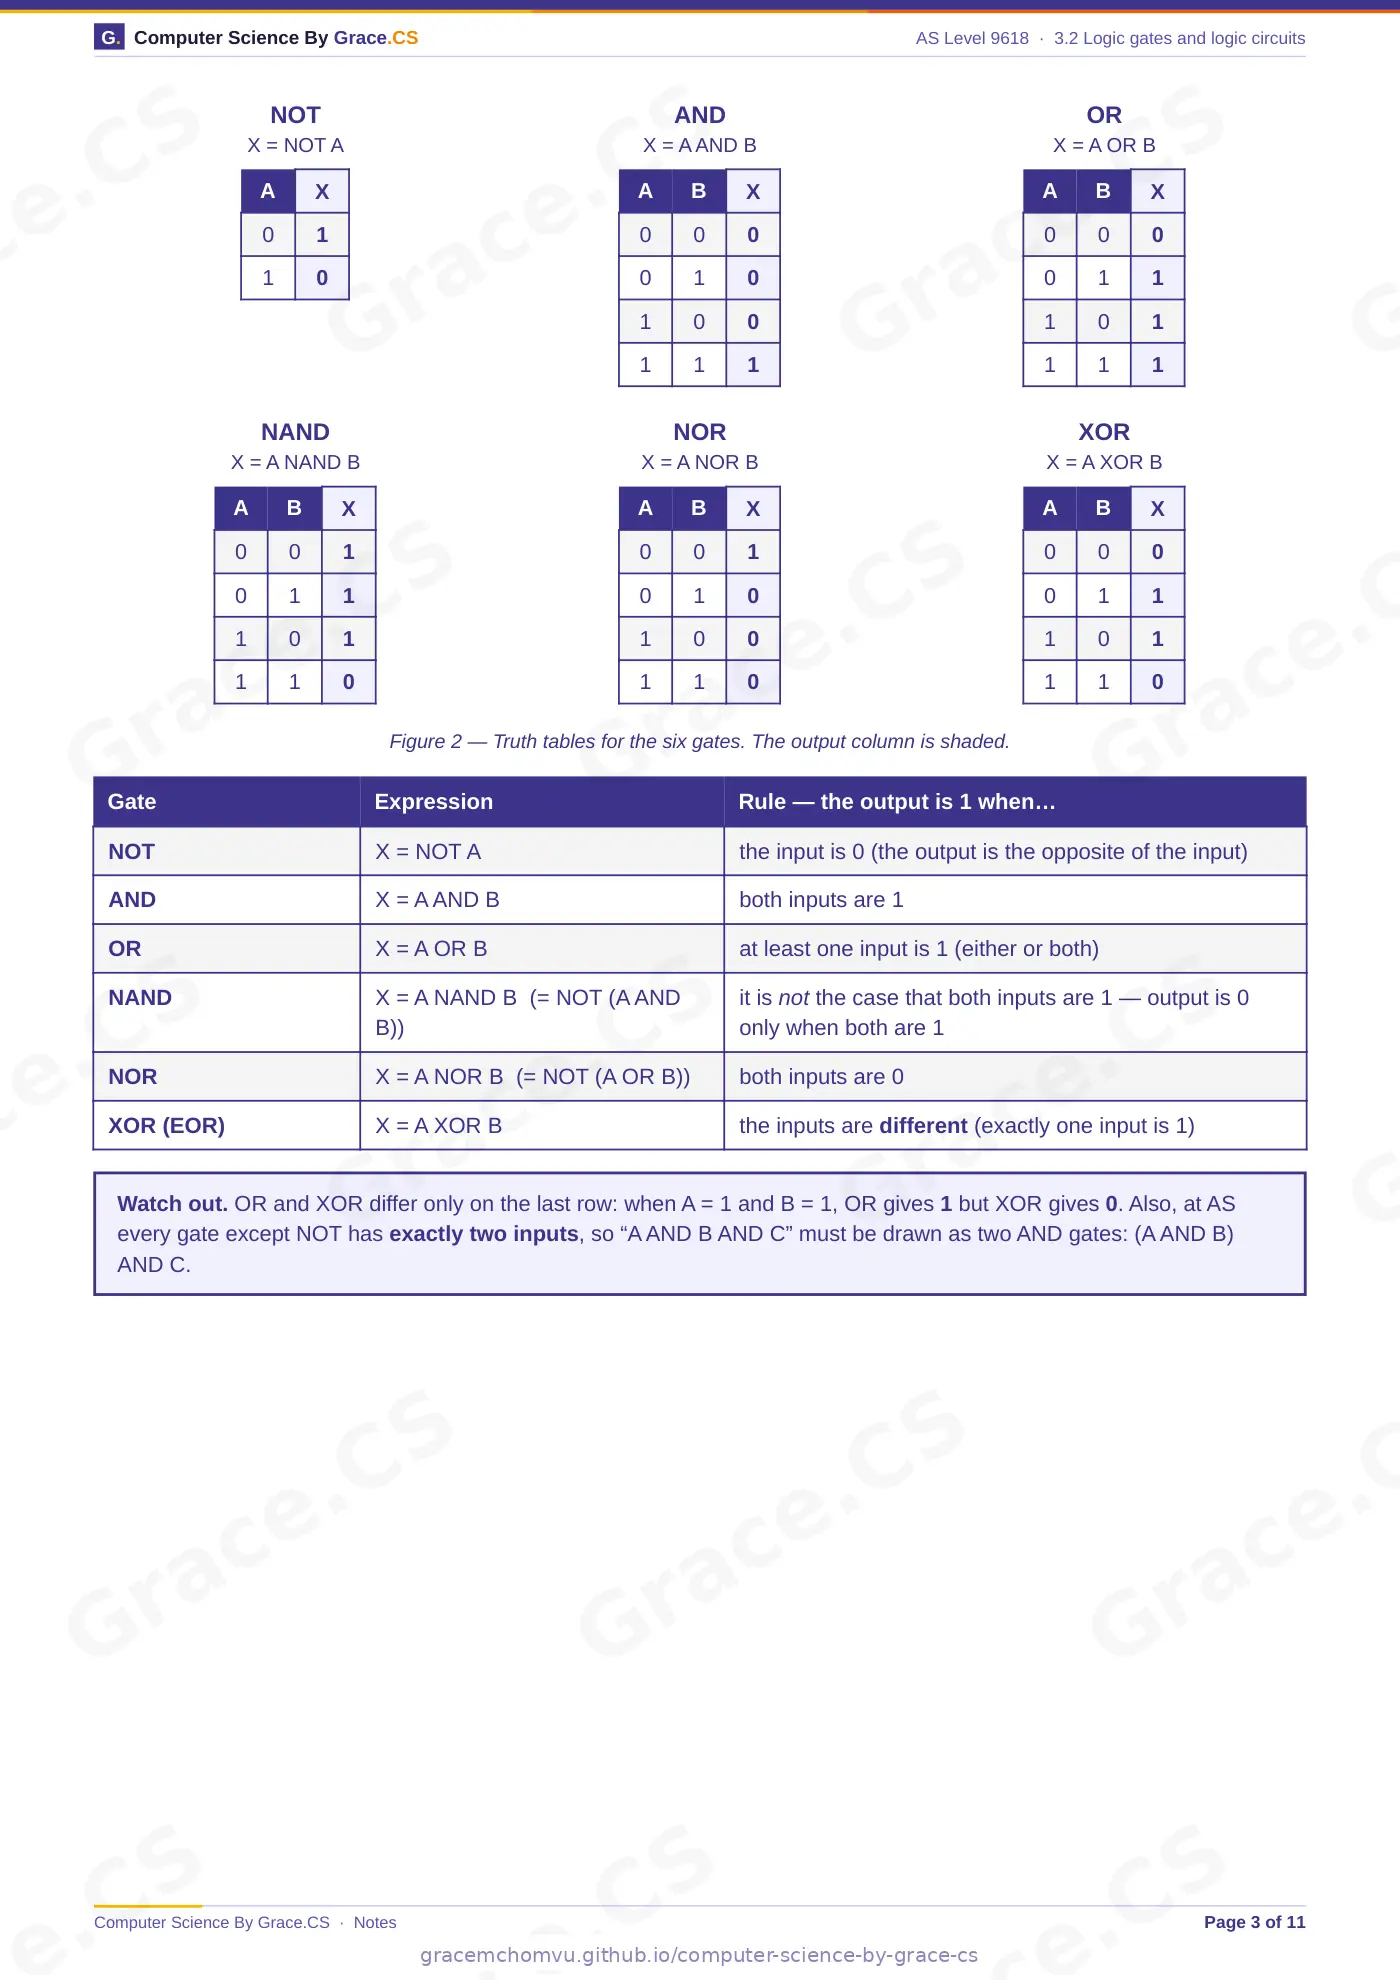 G. Computer Science By Grace.CS
AS Level 9618 · 3.2 Logic gates and logic circuits
NOT
X = NOT A
A X
0 1
1 0
AND
X = A AND B
A B X
0 0 0
0 1 0
1 0 0
1 1 1
OR
X = A OR B
A B X
0 0 0
0 1 1
1 0 1
1 1 1
NAND
X = A NAND B
A B X
0 0 1
0 1 1
1 0 1
1 1 0
NOR
X = A NOR B
A B X
0 0 1
0 1 0
1 0 0
1 1 0
XOR
X = A XOR B
A B X
0 0 0
0 1 1
1 0 1
1 1 0
Figure 2 — Truth tables for the six gates. The output column is shaded.
Gate Expression Rule — the output is 1 when…
NOT X = NOT A the input is 0 (the output is the opposite of the input)
AND X = A AND B both inputs are 1
OR X = A OR B at least one input is 1 (either or both)
NAND X = A NAND B (= NOT (A AND
B))
it is not the case that both inputs are 1 — output is 0
only when both are 1
NOR X = A NOR B (= NOT (A OR B)) both inputs are 0
XOR (EOR) X = A XOR B the inputs are different (exactly one input is 1)
Watch out. OR and XOR differ only on the last row: when A = 1 and B = 1, OR gives 1 but XOR gives 0. Also, at AS
every gate except NOT has exactly two inputs, so “A AND B AND C” must be drawn as two AND gates: (A AND B)
AND C.
Computer Science By Grace.CS · Notes
Page 3 of 11
gracemchomvu.github.io/computer-science-by-grace-cs